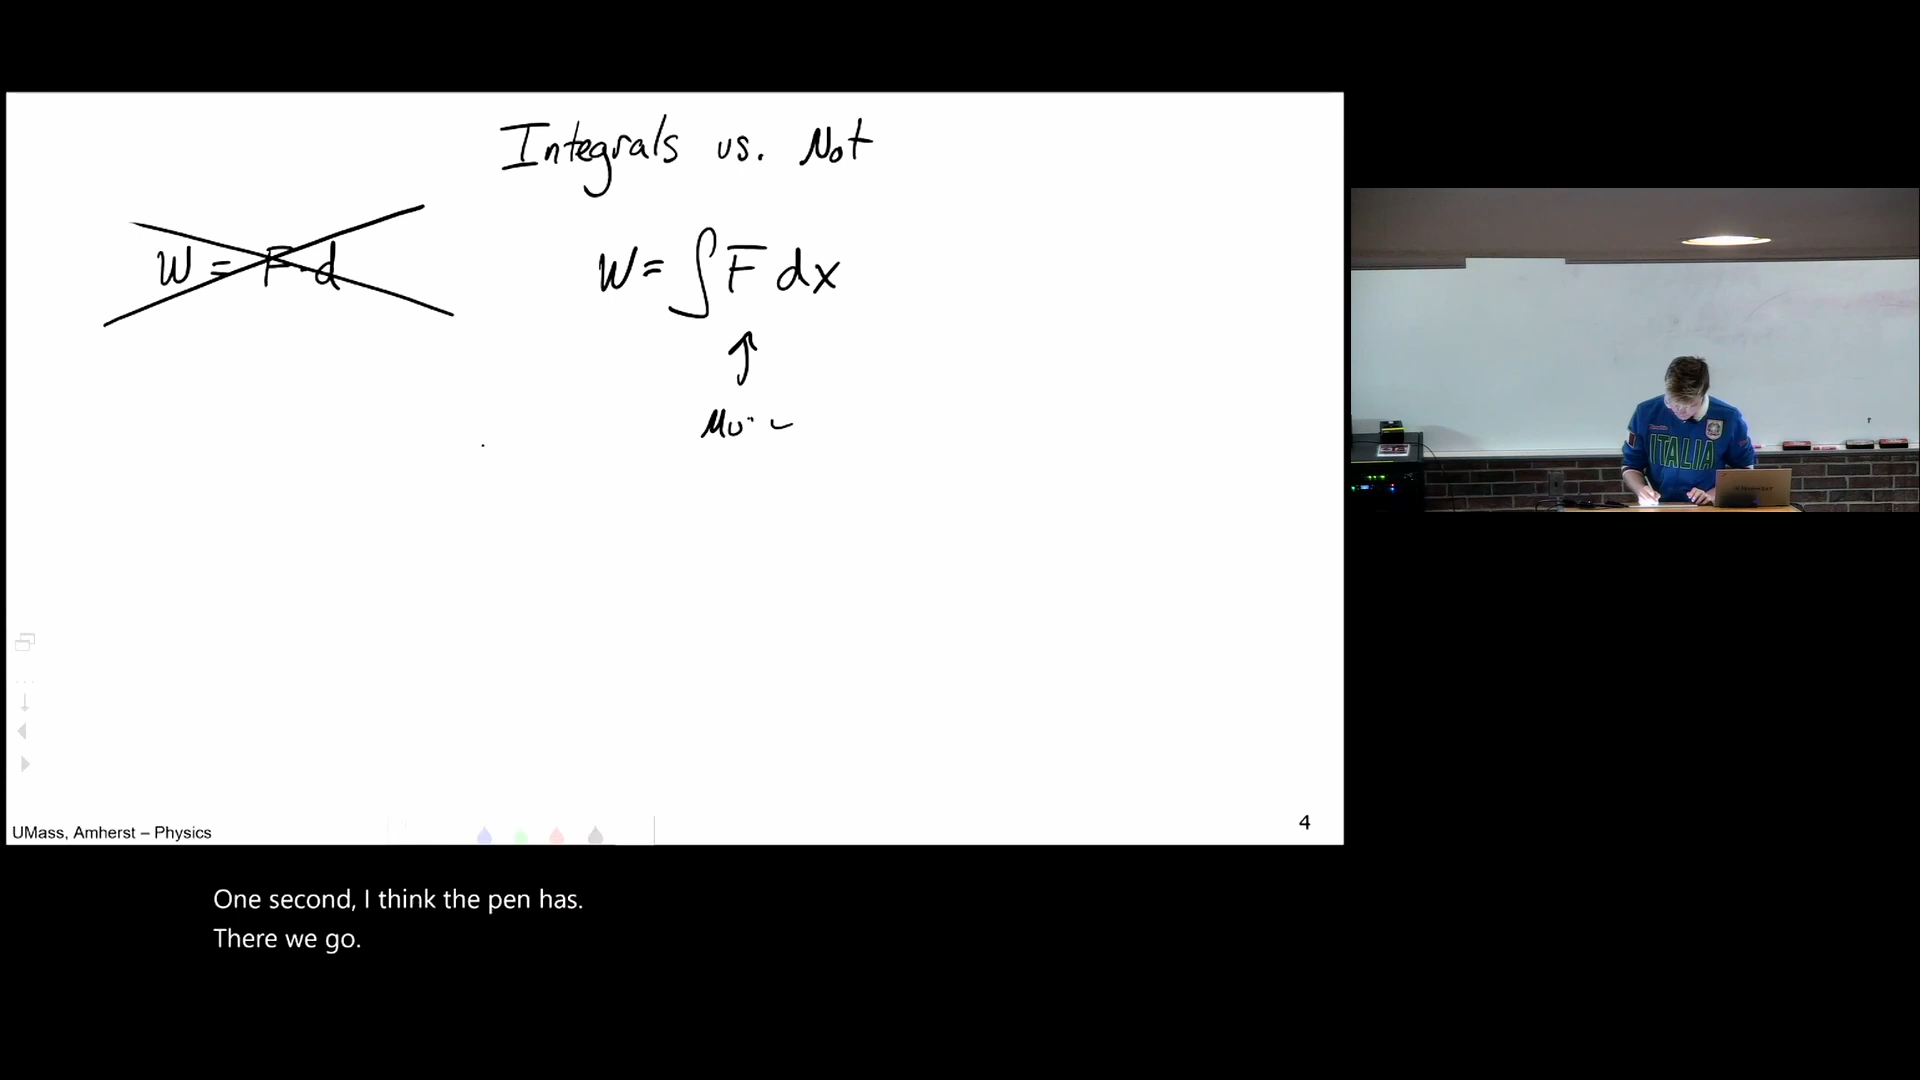 Integrals vs. Not
W = F · d
W = ∫ F dx
↑
UMass, Amherst – Physics
4
ITALIA
One second, I think the pen has.
There we go.